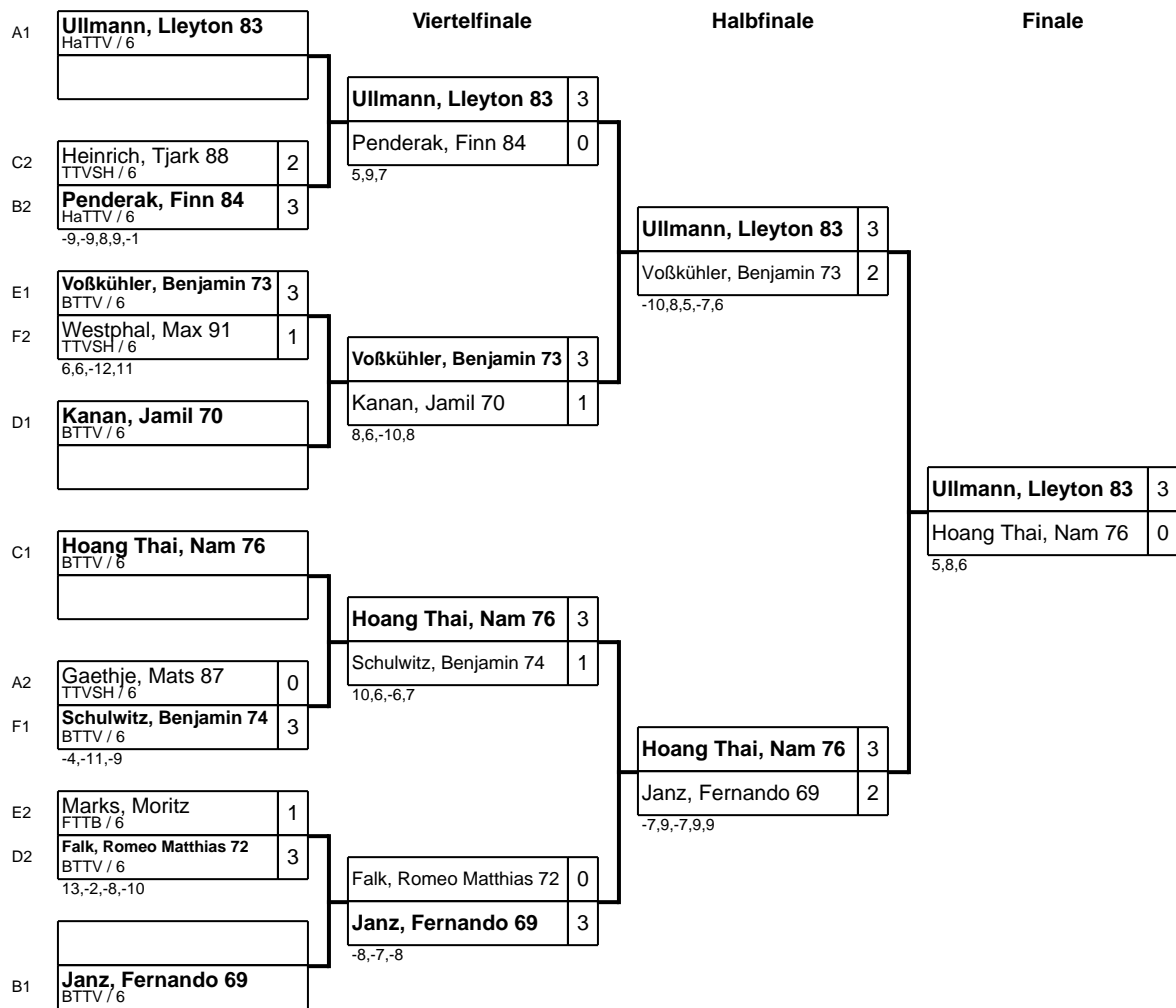 Viertelfinale
Halbfinale
Finale
A1
Ullmann, Lleyton 83
HaTTV / 6
C2
Heinrich, Tjark 88
TTVSH / 6
2
B2
Penderak, Finn 84
HaTTV / 6
3
-9,-9,8,9,-1
E1
Voßkühler, Benjamin 73
BTTV / 6
3
F2
Westphal, Max 91
TTVSH / 6
1
6,6,-12,11
D1
Kanan, Jamil 70
BTTV / 6
C1
Hoang Thai, Nam 76
BTTV / 6
A2
Gaethje, Mats 87
TTVSH / 6
0
F1
Schulwitz, Benjamin 74
BTTV / 6
3
-4,-11,-9
E2
Marks, Moritz
FTTB / 6
1
D2
Falk, Romeo Matthias 72
BTTV / 6
3
13,-2,-8,-10
B1
Janz, Fernando 69
BTTV / 6
Ullmann, Lleyton 83 3
Penderak, Finn 84 0
5,9,7
Voßkühler, Benjamin 73 3
Kanan, Jamil 70 1
8,6,-10,8
Hoang Thai, Nam 76 3
Schulwitz, Benjamin 74 1
10,6,-6,7
Falk, Romeo Matthias 72 0
Janz, Fernando 69 3
-8,-7,-8
Ullmann, Lleyton 83 3
Voßkühler, Benjamin 73 2
-10,8,5,-7,6
Hoang Thai, Nam 76 3
Janz, Fernando 69 2
-7,9,-7,9,9
Ullmann, Lleyton 83 3
Hoang Thai, Nam 76 0
5,8,6